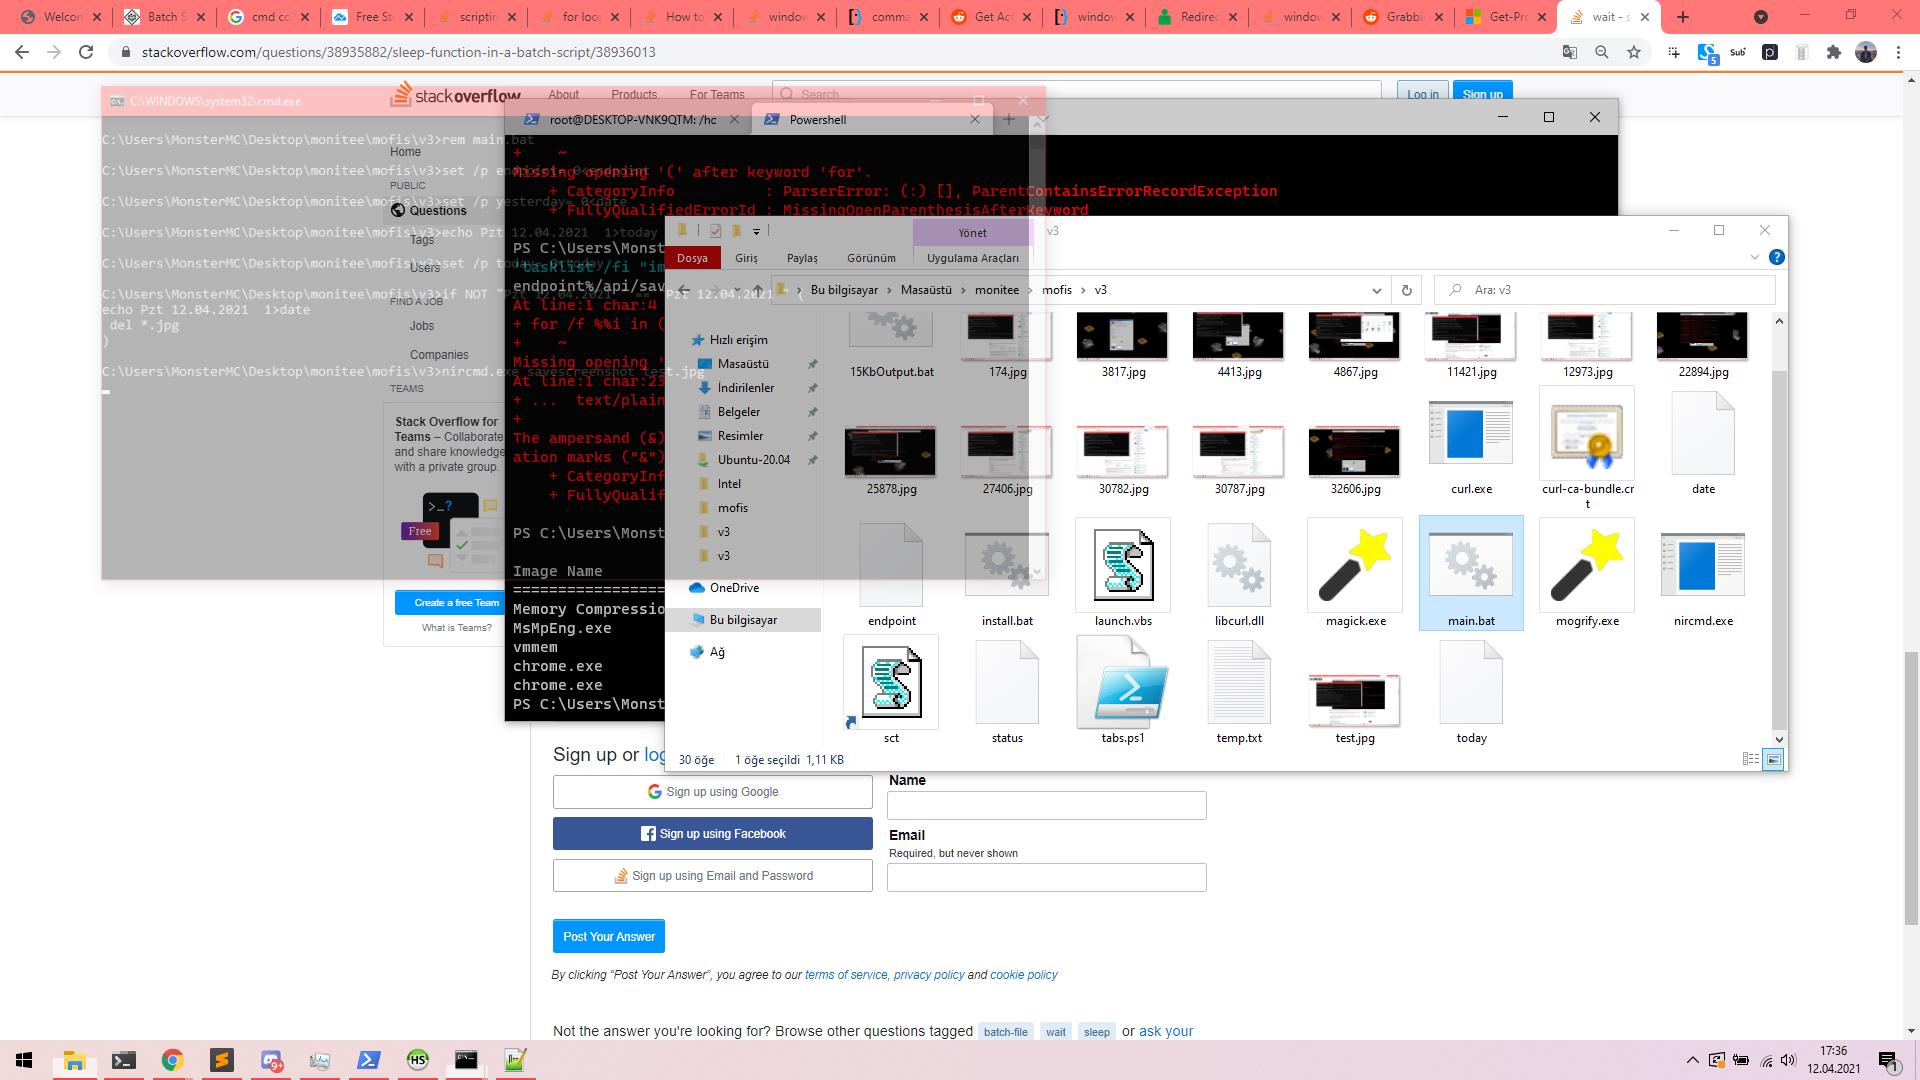 Welcon
Batch S
cmd co
Free Sto
scriptin
for loop
How to
window
comma
Get Act
window
Redirec
window
Grabbin
Get-Pro
wait - s
stackoverflow.com/questions/38935882/sleep-function-in-a-batch-script/38936013
stackoverflow
About
Products
For Teams
Search
Log in
Sign up
C:\WINDOWS\system32\cmd.exe
C:\Users\MonsterMC\Desktop\monitee\mofis\v3>rem main.bat
C:\Users\MonsterMC\Desktop\monitee\mofis\v3>set /p endpoint= 0<endpoint
C:\Users\MonsterMC\Desktop\monitee\mofis\v3>set /p yesterday= 0<date
C:\Users\MonsterMC\Desktop\monitee\mofis\v3>echo Pzt 12.04.2021  1>today
C:\Users\MonsterMC\Desktop\monitee\mofis\v3>set /p today= 0<today
C:\Users\MonsterMC\Desktop\monitee\mofis\v3>if NOT "Pzt 12.04.2021  " == "Pzt 12.04.2021  " (
echo Pzt 12.04.2021  1>date
del *.jpg
)
C:\Users\MonsterMC\Desktop\monitee\mofis\v3>nircmd.exe savescreenshot test.jpg
Home
PUBLIC
Questions
Tags
Users
FIND A JOB
Jobs
Companies
TEAMS
Stack Overflow for
Teams – Collaborate
and share knowledge
with a private group.
Free
Create a free Team
What is Teams?
root@DESKTOP-VNK9QTM: /hc
Powershell
+    ~
Missing opening '(' after keyword 'for'.
+ CategoryInfo          : ParserError: (:) [], ParentContainsErrorRecordException
+ FullyQualifiedErrorId : MissingOpenParenthesisAfterKeyword
PS C:\Users\Monst
'tasklist /fi "im
endpoint%/api/sav
At line:1 char:4
+ for /f %%i in (
+    ~
Missing opening '
At line:1 char:23
+ ...  text/plain
+
The ampersand (&)
ation marks ("&")
+ CategoryInf
+ FullyQualif
PS C:\Users\Monst
Image Name
Memory Compressio
MsMpEng.exe
vmmem
chrome.exe
chrome.exe
PS C:\Users\Monst
Yönet
v3
Dosya
Giriş
Paylaş
Görünüm
Uygulama Araçları
Bu bilgisayar
Masaüstü
monitee
mofis
v3
Ara: v3
Hızlı erişim
Masaüstü
İndirilenler
Belgeler
Resimler
Ubuntu-20.04
Intel
mofis
v3
v3
OneDrive
Bu bilgisayar
Ağ
15KbOutput.bat
174.jpg
3817.jpg
4413.jpg
4867.jpg
11421.jpg
12973.jpg
22894.jpg
25878.jpg
27406.jpg
30782.jpg
30787.jpg
32606.jpg
curl.exe
curl-ca-bundle.cr
t
date
endpoint
install.bat
launch.vbs
libcurl.dll
magick.exe
main.bat
mogrify.exe
nircmd.exe
sct
status
tabs.ps1
temp.txt
test.jpg
today
30 öğe
1 öğe seçildi
1,11 KB
Sign up or log
Sign up using Google
Sign up using Facebook
Sign up using Email and Password
Name
Email
Required, but never shown
Post Your Answer
By clicking “Post Your Answer”, you agree to our terms of service, privacy policy and cookie policy
Not the answer you're looking for? Browse other questions tagged batch-file wait sleep or ask your
17:36
12.04.2021